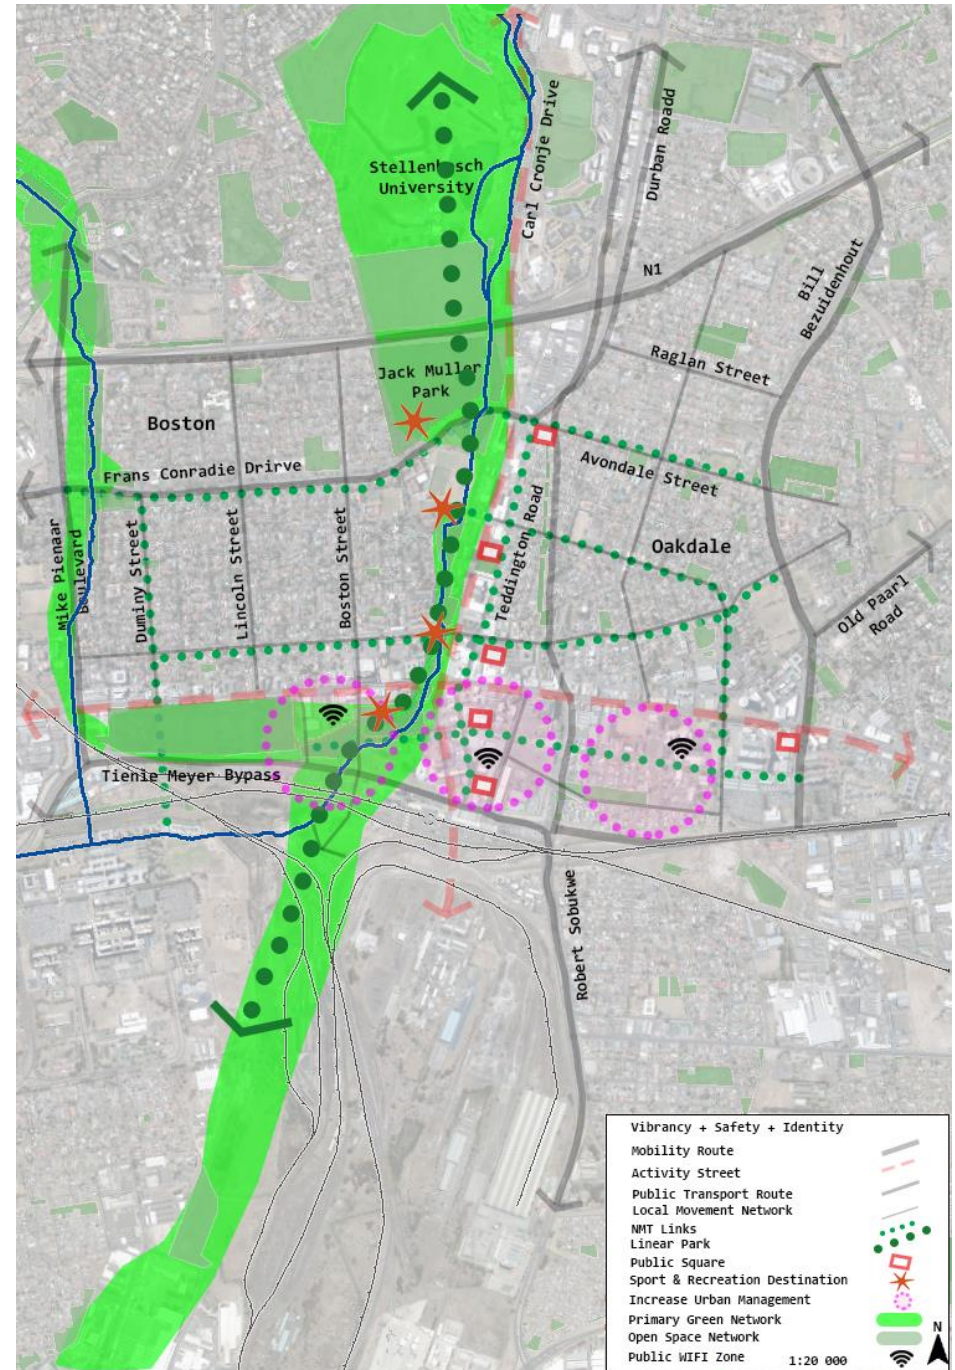 Stellenbosch
University
Carl Cronje Drive
Durban Roadd
N1
Bill
Bezuidenhout
Raglan Street
Jack Muller
Park
Boston
Frans Conradie Drirve
Avondale Street
Oakdale
Teddington Road
Mike Pienaar
Boulevard
Duminy Street
Lincoln Street
Boston Street
Old Paarl
Road
Tienie Meyer Bypass
Robert Sobukwe
Vibrancy + Safety + Identity
Mobility Route
Activity Street
Public Transport Route
Local Movement Network
NMT Links
Linear Park
Public Square
Sport & Recreation Destination
Increase Urban Management
Primary Green Network
Open Space Network
Public WIFI Zone
1:20 000
N